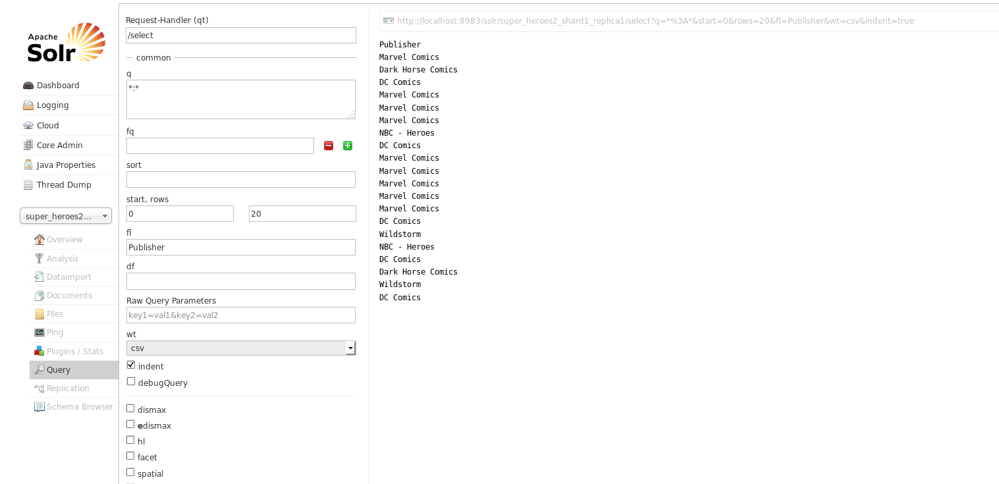 Apache
Solr
Dashboard
Logging
Cloud
Core Admin
Java Properties
Thread Dump
super_heroes2...
Overview
Analysis
Dataimport
Documents
Files
Ping
Plugins / Stats
Query
Replication
Schema Browser
Request-Handler (qt)
/select
common
q
*:*
fq
sort
start, rows
0 20
fl
Publisher
df
Raw Query Parameters
key1=val1&key2=val2
wt
csv
indent
debugQuery
dismax
edismax
hl
facet
spatial
http://localhost:8983/solr/super_heroes2_shard1_replica1/select?q=*%3A*&start=0&rows=20&fl=Publisher&wt=csv&indent=true
Publisher
Marvel Comics
Dark Horse Comics
DC Comics
Marvel Comics
Marvel Comics
Marvel Comics
NBC - Heroes
DC Comics
Marvel Comics
Marvel Comics
Marvel Comics
Marvel Comics
Marvel Comics
DC Comics
Wildstorm
NBC - Heroes
DC Comics
Dark Horse Comics
Wildstorm
DC Comics